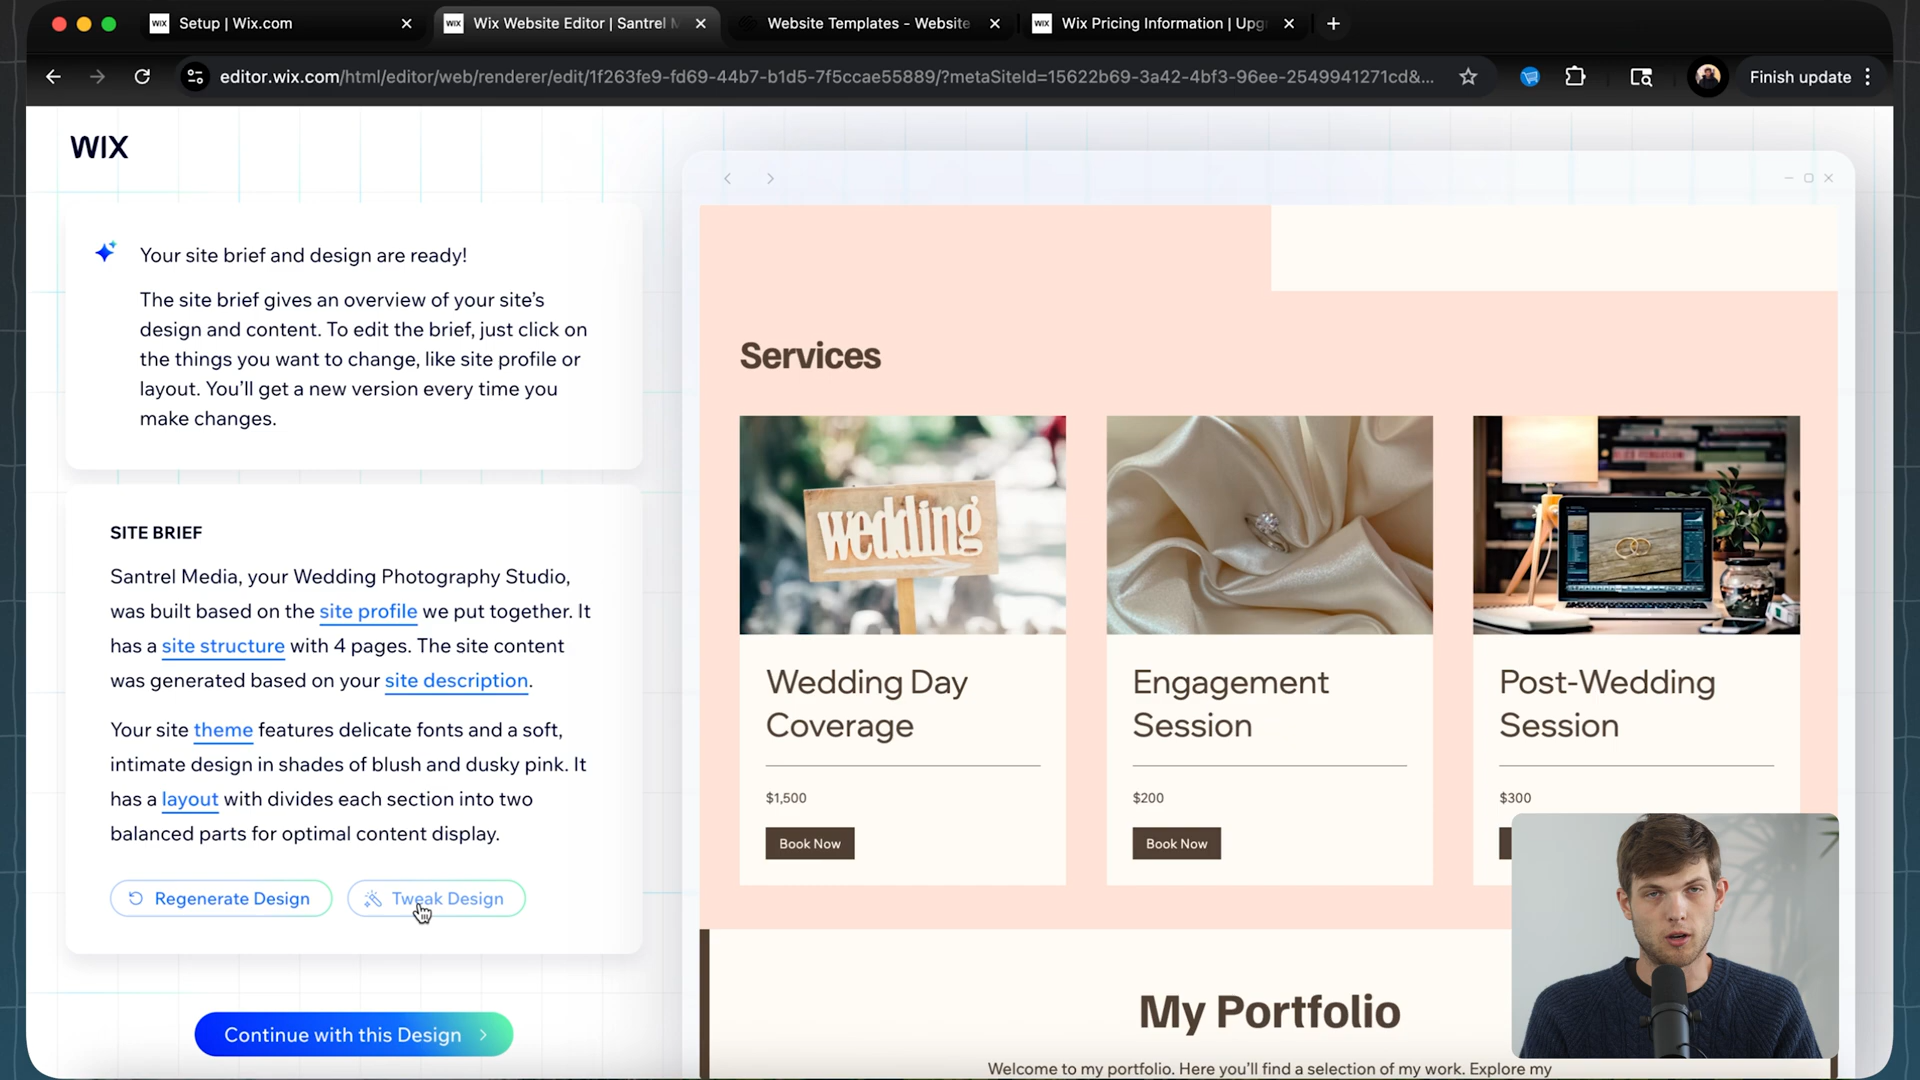 WIX Setup | Wix.com
WIX Wix Website Editor | Santrel M
Website Templates - Website
WIX Wix Pricing Information | Upg
editor.wix.com/html/editor/web/renderer/edit/1f263fe9-fd69-44b7-b1d5-7f5ccae55889/?metaSiteId=15622b69-3a42-4bf3-96ee-2549941271cd&...
Finish update
WIX
Your site brief and design are ready!
The site brief gives an overview of your site's
design and content. To edit the brief, just click on
the things you want to change, like site profile or
layout. You'll get a new version every time you
make changes.
SITE BRIEF
Santrel Media, your Wedding Photography Studio,
was built based on the site profile we put together. It
has a site structure with 4 pages. The site content
was generated based on your site description.
Your site theme features delicate fonts and a soft,
intimate design in shades of blush and dusky pink. It
has a layout with divides each section into two
balanced parts for optimal content display.
Regenerate Design
Tweak Design
Continue with this Design
Services
wedding
Wedding Day
Coverage
$1,500
Book Now
Engagement
Session
$200
Book Now
Post-Wedding
Session
$300
My Portfolio
Welcome to my portfolio. Here you'll find a selection of my work. Explore my